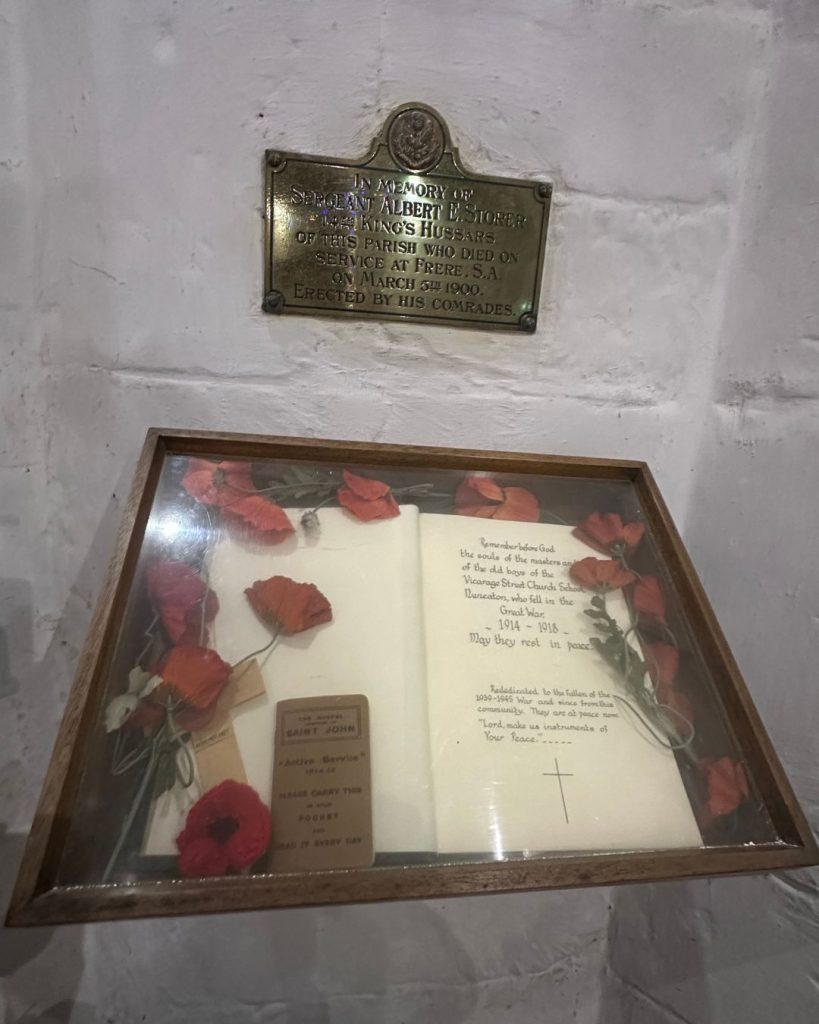 IN MEMORY OF
SERGEANT ALBERT E. STORER
14TH KING'S HUSSARS.
OF THIS PARISH WHO DIED ON
SERVICE AT FRERE. S.A.
ON MARCH 5TH 1900.
ERECTED BY HIS COMRADES.
Remember before God
the souls of the masters and
of the old boys of the
Vicarage Street Church School
Nuneaton, who fell in the
Great War,
1914 - 1918
May they rest in peace
Rededicated to the fallen of the
1939-1945 War and since from this
community. They are at peace now
"Lord, make us instruments of
Your Peace."
THE GOSPEL
SAINT JOHN
"Active Service"
PLEASE CARRY THIS
IN YOUR
POCKET
AND
READ IT EVERY DAY